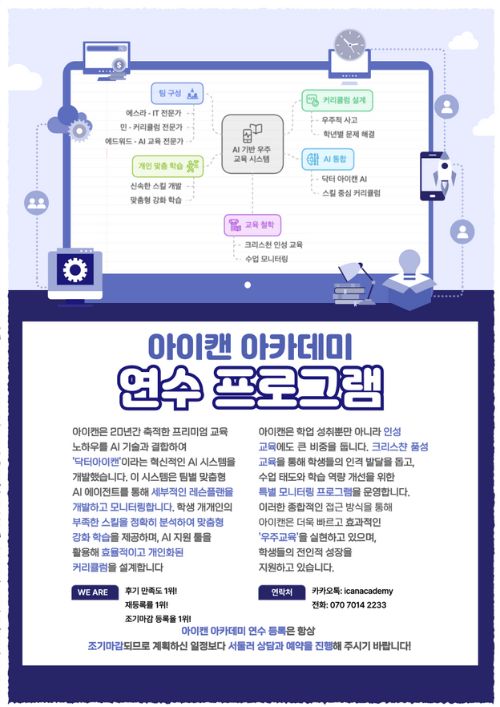 팀 구성
에스라 - IT 전문가
민 - 커리큘럼 전문가
에드워드 - AI 교육 전문가
커리큘럼 설계
우주적 사고
학년별 문제 해결
AI 기반 우주
교육 시스템
개인 맞춤 학습
신속한 스킬 개발
맞춤형 강화 학습
AI 통합
닥터 아이캔 AI
스킬 중심 커리큘럼
교육 철학
크리스천 인성 교육
수업 모니터링
아이캔 아카데미
연수 프로그램
아이캔은 20년간 축적한 프리미엄 교육
노하우를 AI 기술과 결합하여
'닥터아이캔'이라는 혁신적인 AI 시스템을
개발했습니다. 이 시스템은 팀별 맞춤형
AI 에이전트를 통해 세부적인 레슨플랜을
개발하고 모니터링합니다. 학생 개개인의
부족한 스킬을 정확히 분석하여 맞춤형
강화 학습을 제공하며, AI 지원 툴을
활용해 효율적이고 개인화된
커리큘럼을 설계합니다
아이캔은 학업 성취뿐만 아니라 인성
교육에도 큰 비중을 둡니다. 크리스챤 품성
교육을 통해 학생들의 인격 발달을 돕고,
수업 태도와 학습 역량 개선을 위한
특별 모니터링 프로그램을 운영합니다.
이러한 종합적인 접근 방식을 통해
아이캔은 더욱 빠르고 효과적인
'우주교육'을 실현하고 있으며,
학생들의 전인적 성장을
지원하고 있습니다.
WE ARE
후기 만족도 1위!
재등록률 1위!
조기마감 등록율 1위!
연락처
카카오톡: icanacademy
전화: 070 7014 2233
아이캔 아카데미 연수 등록은 항상
조기마감되므로 계획하신 일정보다 서둘러 상담과 예약을 진행해 주시기 바랍니다!